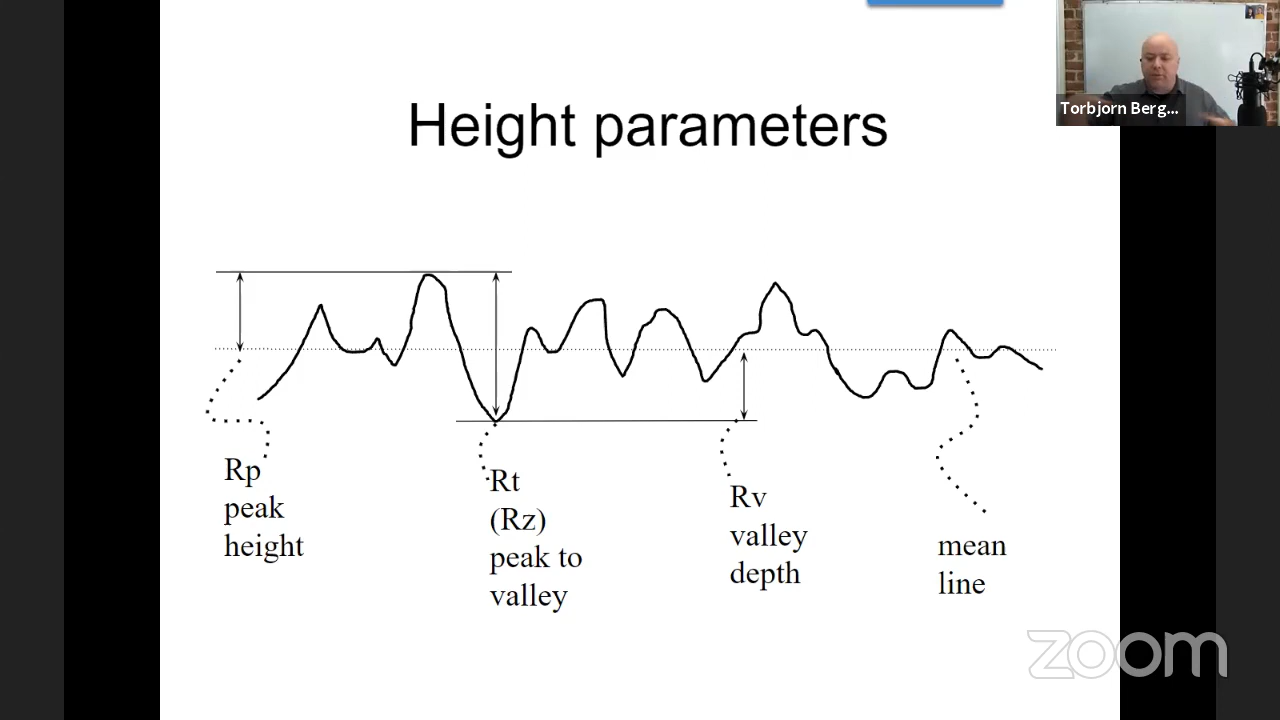 Height parameters
Torbjorn Berg...
Rp
peak
height
Rt
(Rz)
peak to
valley
Rv
valley
depth
mean
line
zoom